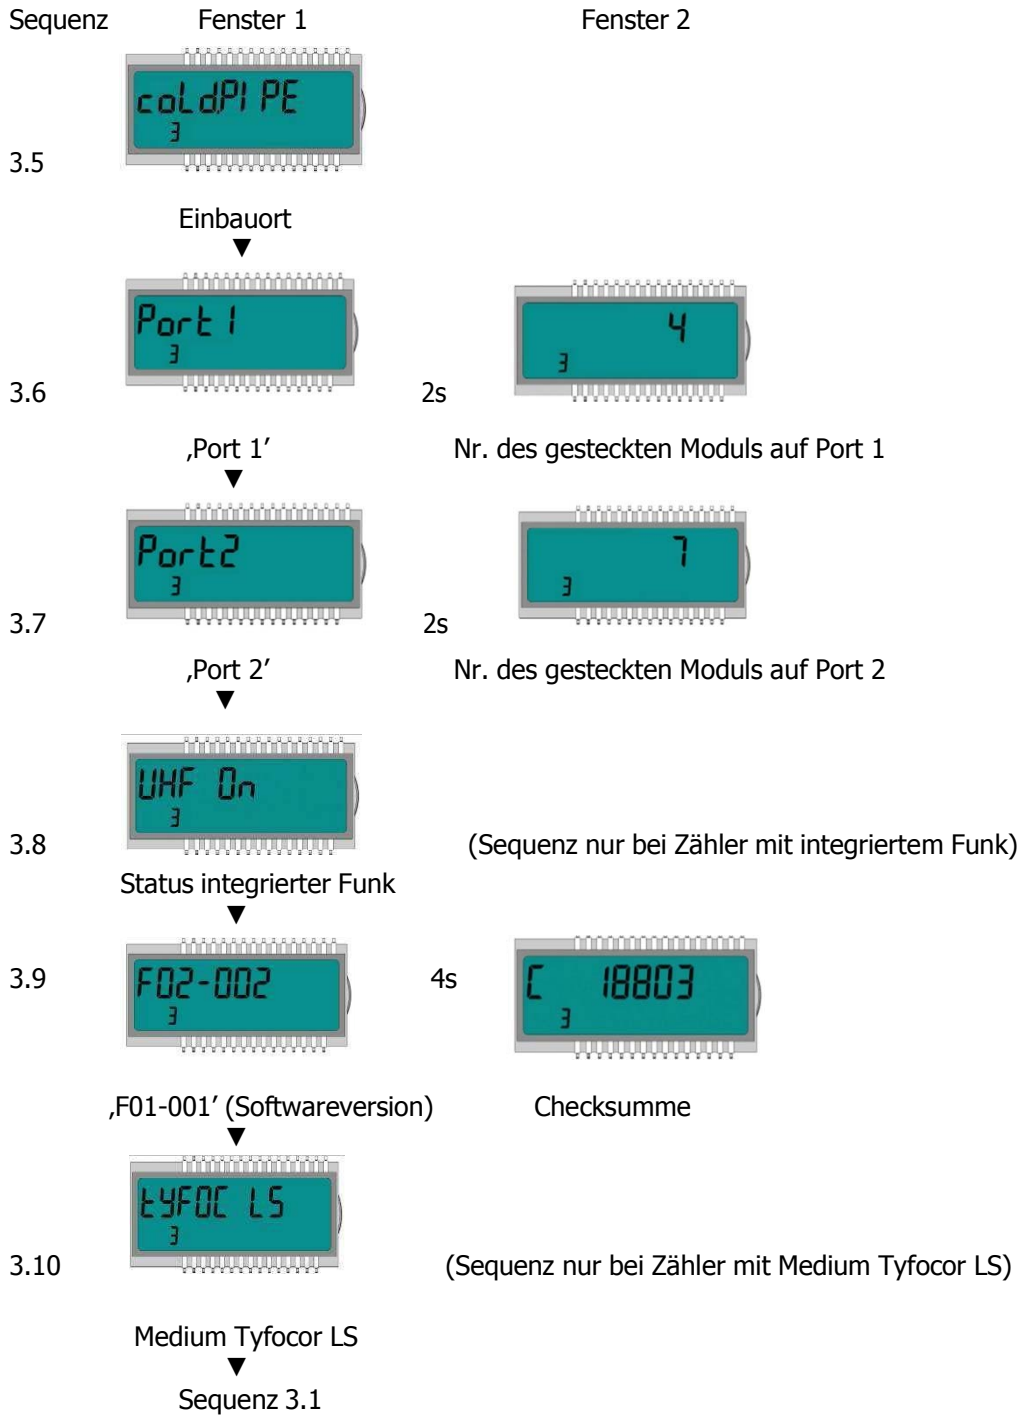 Sequenz Fenster 1 Fenster 2
coLd,PIPE
3
3.5
Einbauort
▼
Port1
3
4
3
3.6 2s
‚Port 1’ Nr. des gesteckten Moduls auf Port 1
▼
Port2
3
7
3
3.7 2s
‚Port 2’ Nr. des gesteckten Moduls auf Port 2
▼
UHF On
3
3.8 (Sequenz nur bei Zähler mit integriertem Funk)
Status integrierter Funk
▼
3.9 F02-002 4s C 18803
3 3
‚F01-001’ (Softwareversion) Checksumme
▼
tYFOC LS
3
3.10 (Sequenz nur bei Zähler mit Medium Tyfocor LS)
Medium Tyfocor LS
▼
Sequenz 3.1